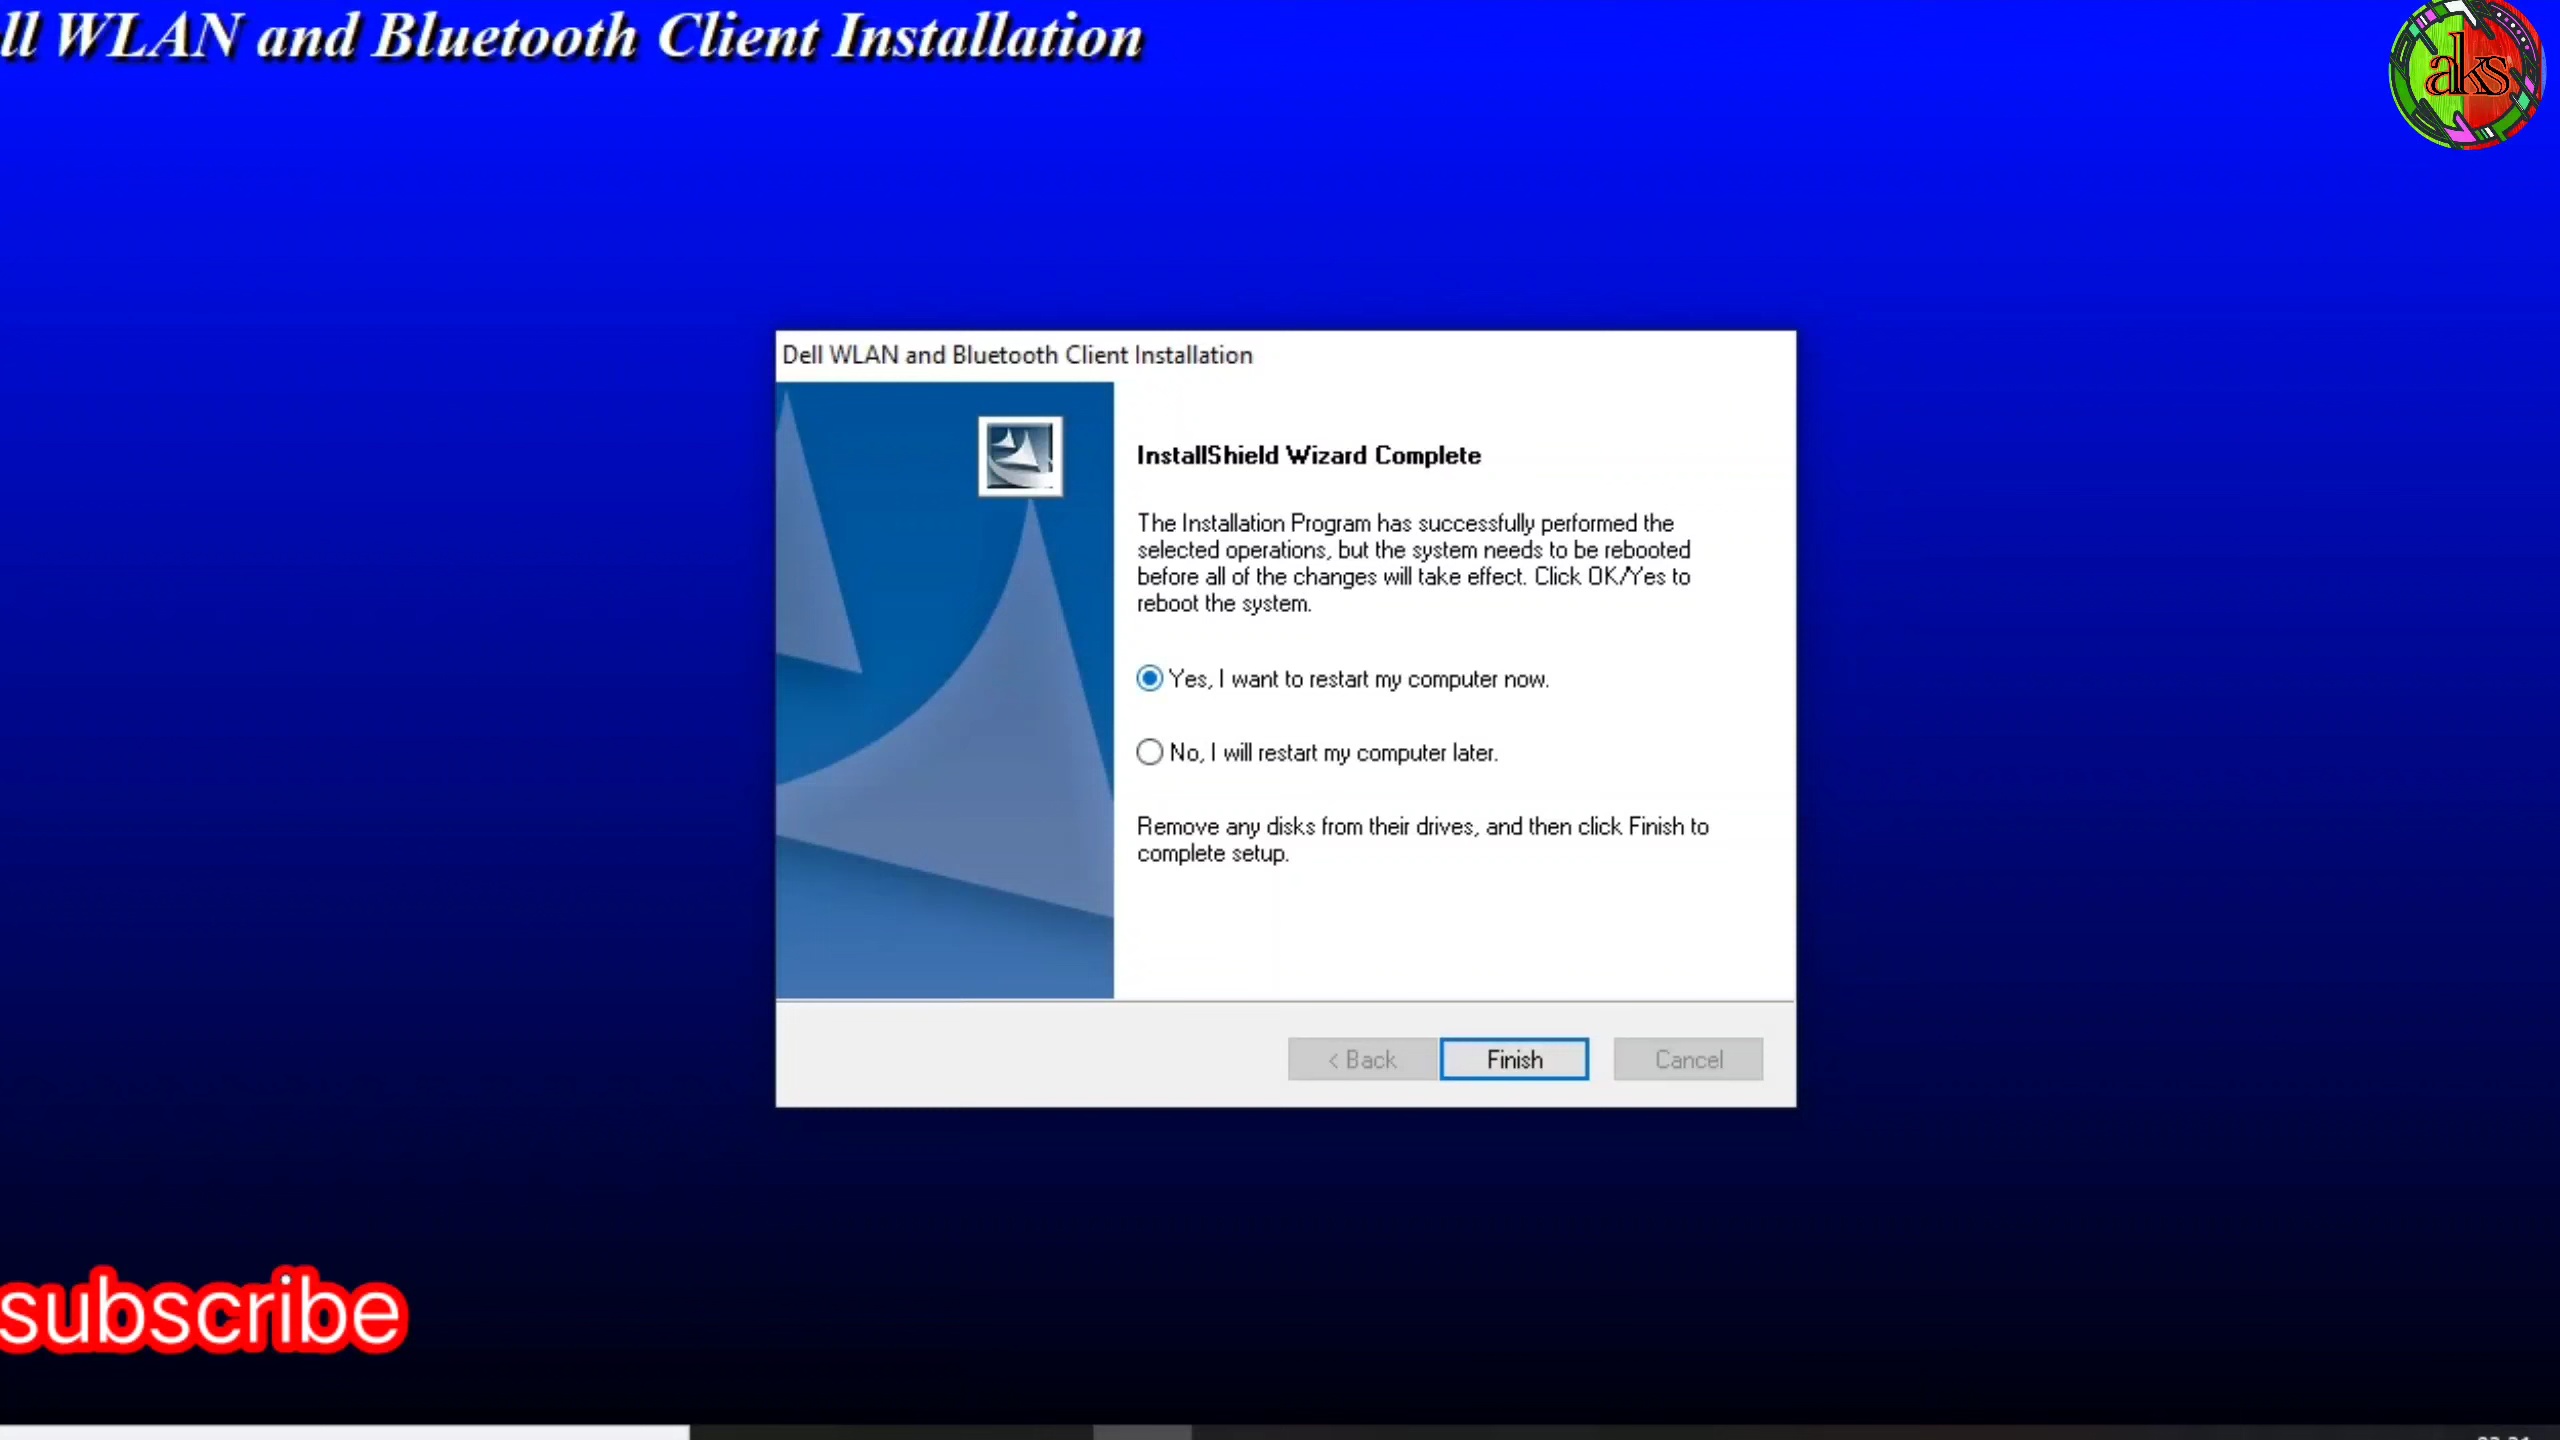 ll WLAN and Bluetooth Client Installation
aks
Dell WLAN and Bluetooth Client Installation
InstallShield Wizard Complete
The Installation Program has successfully performed the
selected operations, but the system needs to be rebooted
before all of the changes will take effect. Click OK/Yes to
reboot the system.
Yes, I want to restart my computer now.
No, I will restart my computer later.
Remove any disks from their drives, and then click Finish to
complete setup.
< Back
Finish
Cancel
subscribe